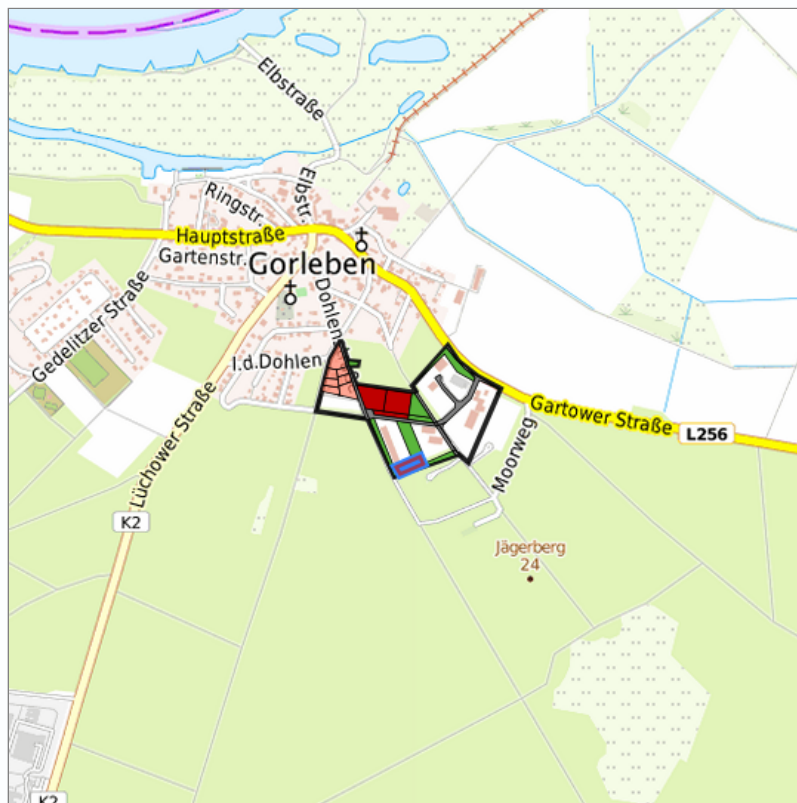 Elbstraße
Ringstr.
Elbstr.
Hauptstraße
Gartenstr.
Gorleben
Gedelitzer Straße
I.d.Dohlen
Gartower Straße
L256
Lüchower Straße
Moorweg
K2
Jägerberg
24
K2